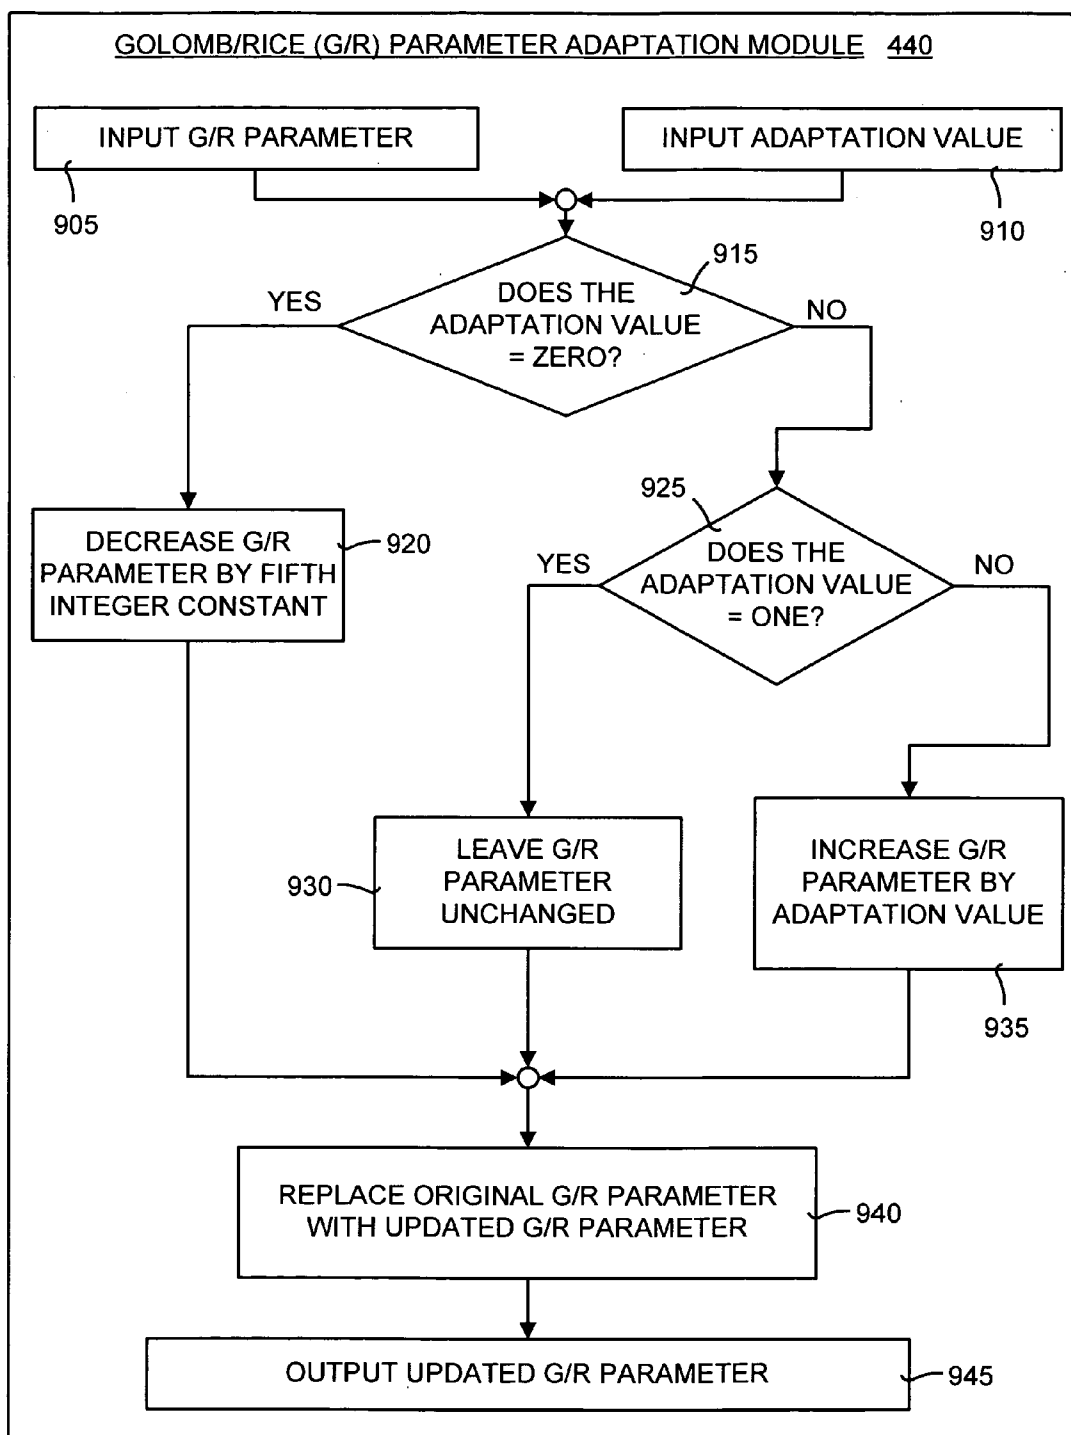 GOLOMB/RICE (G/R) PARAMETER ADAPTATION MODULE 440
INPUT G/R PARAMETER
INPUT ADAPTATION VALUE
905
910
915
DOES THE
ADAPTATION VALUE
= ZERO?
YES
NO
925
DECREASE G/R
PARAMETER BY FIFTH
INTEGER CONSTANT
920
DOES THE
ADAPTATION VALUE
= ONE?
YES
NO
LEAVE G/R
PARAMETER
UNCHANGED
930
INCREASE G/R
PARAMETER BY
ADAPTATION VALUE
935
REPLACE ORIGINAL G/R PARAMETER
WITH UPDATED G/R PARAMETER
940
OUTPUT UPDATED G/R PARAMETER
945